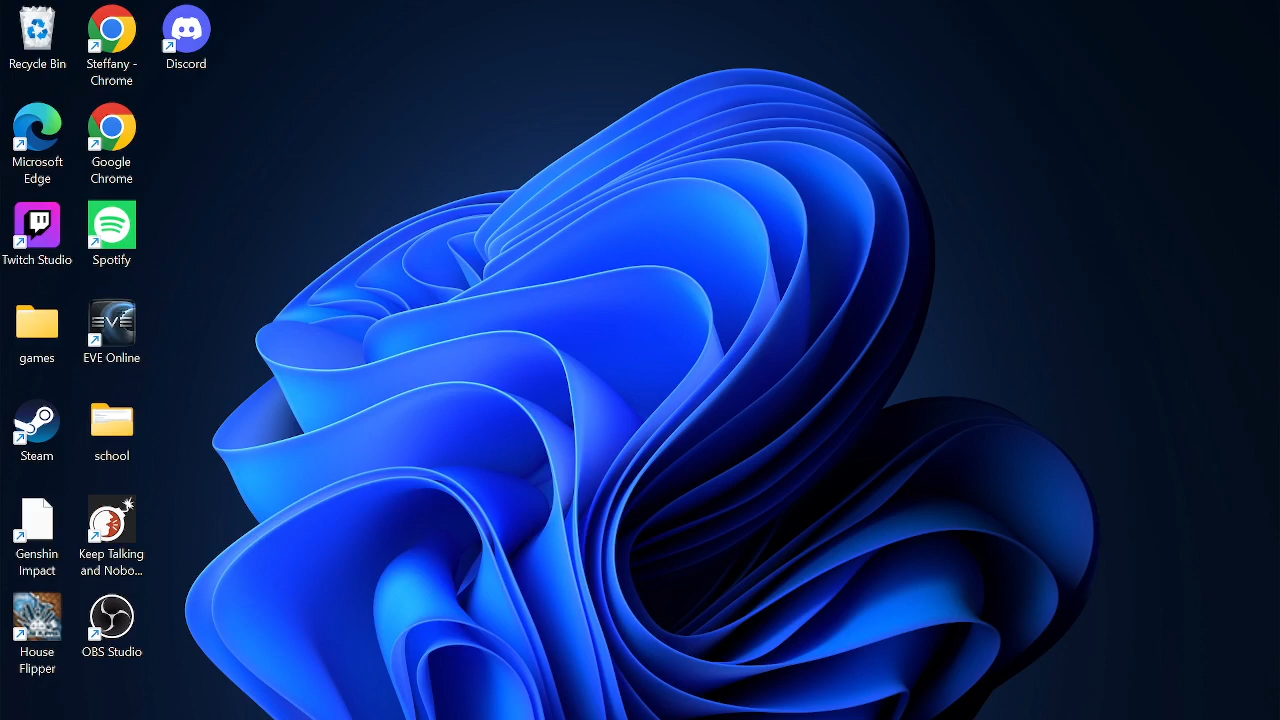 Recycle Bin
Steffany -
Chrome
Discord
Microsoft
Edge
Google
Chrome
Twitch Studio
Spotify
games
EVE
EVE Online
Steam
school
Genshin
Impact
Keep Talking
and Nobo...
House
Flipper
OBS Studio